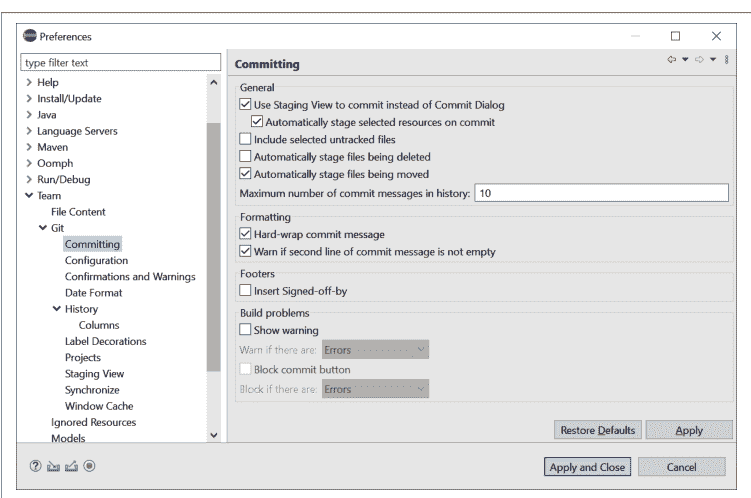 Preferences
type filter text
Help
Install/Update
Java
Language Servers
Maven
Oomph
Run/Debug
Team
File Content
Git
Committing
Configuration
Confirmations and Warnings
Date Format
History
Columns
Label Decorations
Projects
Staging View
Synchronize
Window Cache
Ignored Resources
Models
Committing
General
Use Staging View to commit instead of Commit Dialog
Automatically stage selected resources on commit
Include selected untracked files
Automatically stage files being deleted
Automatically stage files being moved
Maximum number of commit messages in history: 10
Formatting
Hard-wrap commit message
Warn if second line of commit message is not empty
Footers
Insert Signed-off-by
Build problems
Show warning
Warn if there are: Errors
Block commit button
Block if there are: Errors
Restore Defaults Apply
Apply and Close Cancel